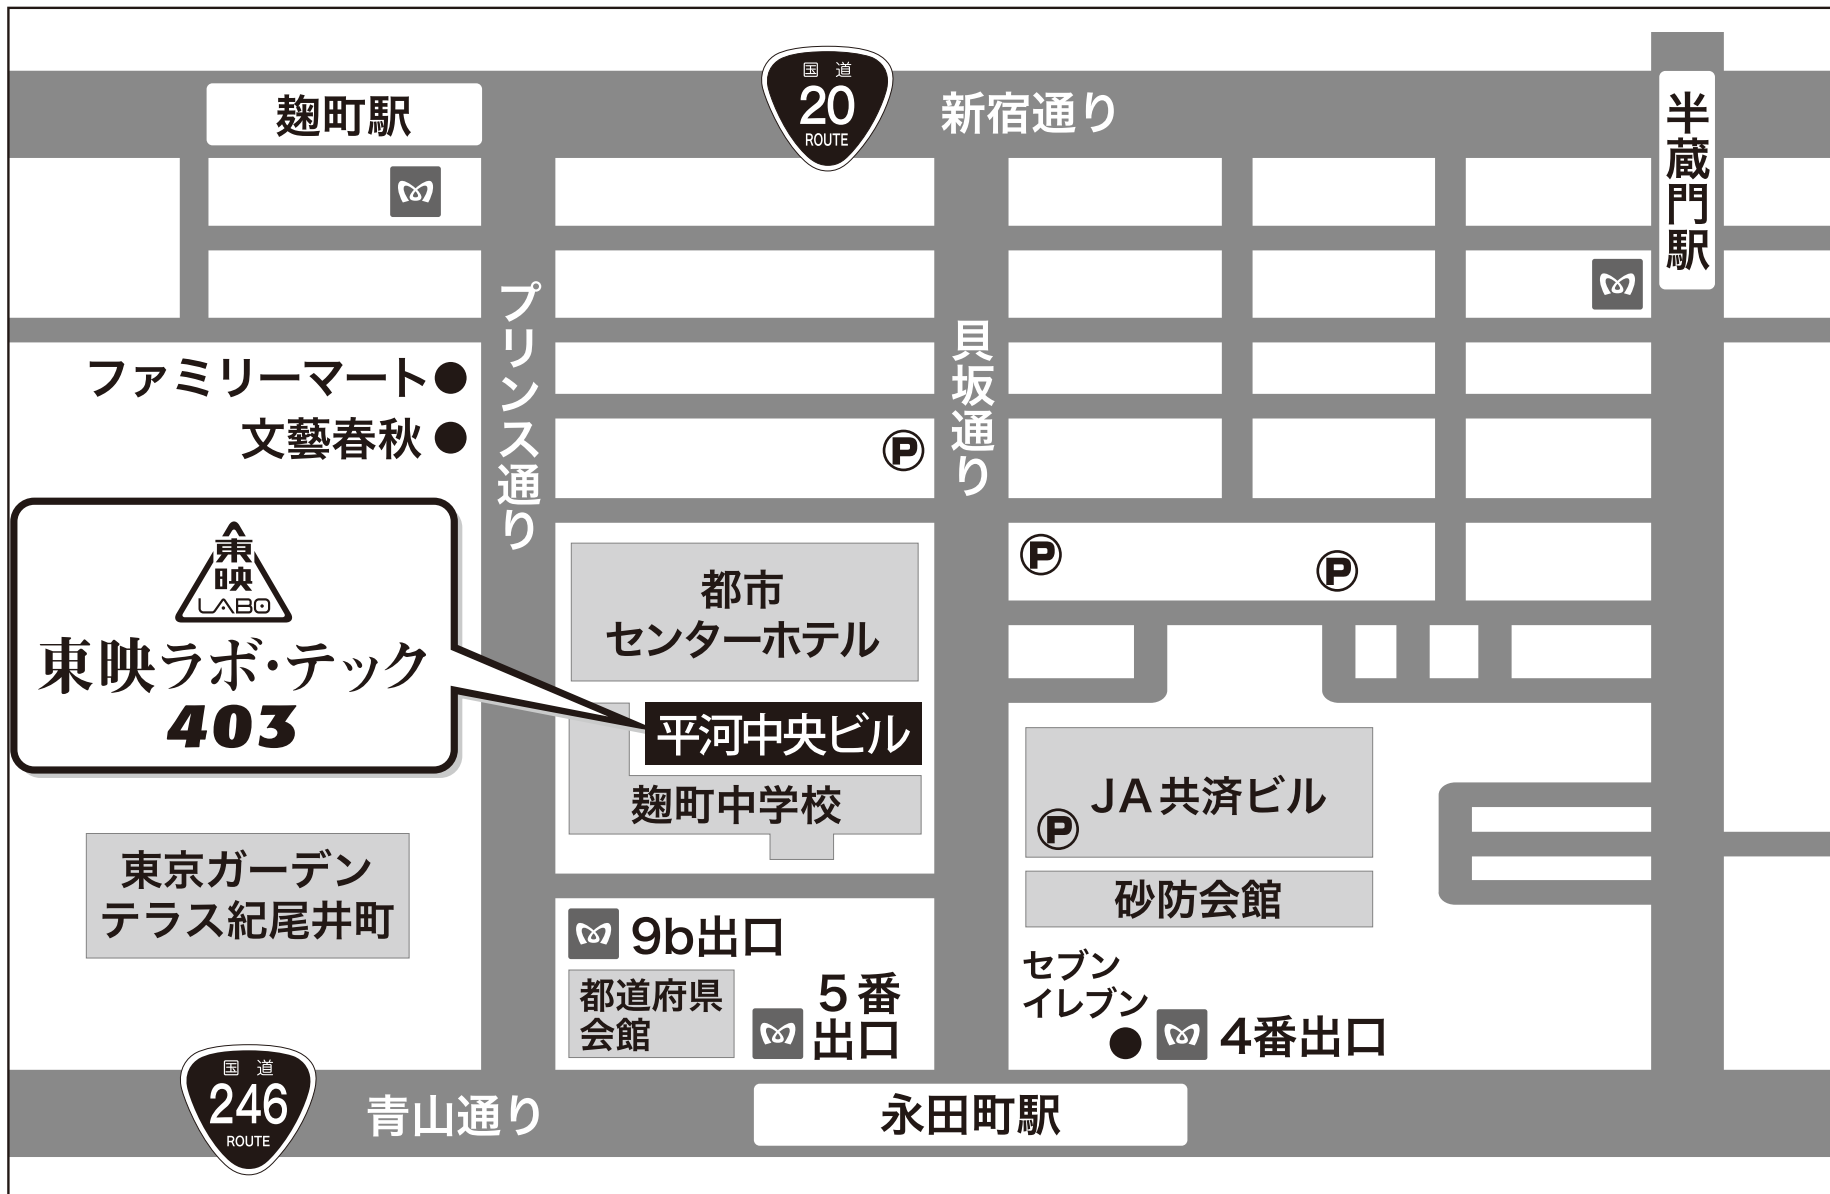 国道
20
ROUTE
新宿通り
麹町駅
半蔵門駅
プリンス通り
貝坂通り
ファミリーマート
文藝春秋
P
P
P
東映
LABO
東映ラボ・テック
403
都市
センターホテル
平河中央ビル
麹町中学校
JA共済ビル
P
砂防会館
東京ガーデン
テラス紀尾井町
9b出口
都道府県
会館
5番
出口
セブン
イレブン
4番出口
国道
246
ROUTE
青山通り
永田町駅